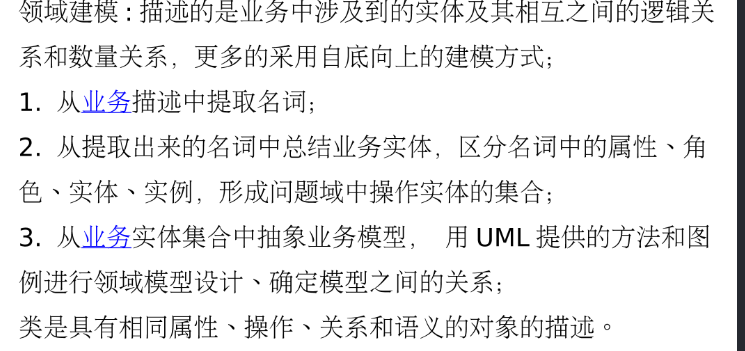 领域建模：描述的是业务中涉及到的实体及其相互之间的逻辑关
系和数量关系，更多的采用自底向上的建模方式；
1. 从业务描述中提取名词；
2. 从提取出来的名词中总结业务实体，区分名词中的属性、角
色、实体、实例，形成问题域中操作实体的集合；
3. 从业务实体集合中抽象业务模型， 用 UML 提供的方法和图
例进行领域模型设计、确定模型之间的关系；
类是具有相同属性、操作、关系和语义的对象的描述。